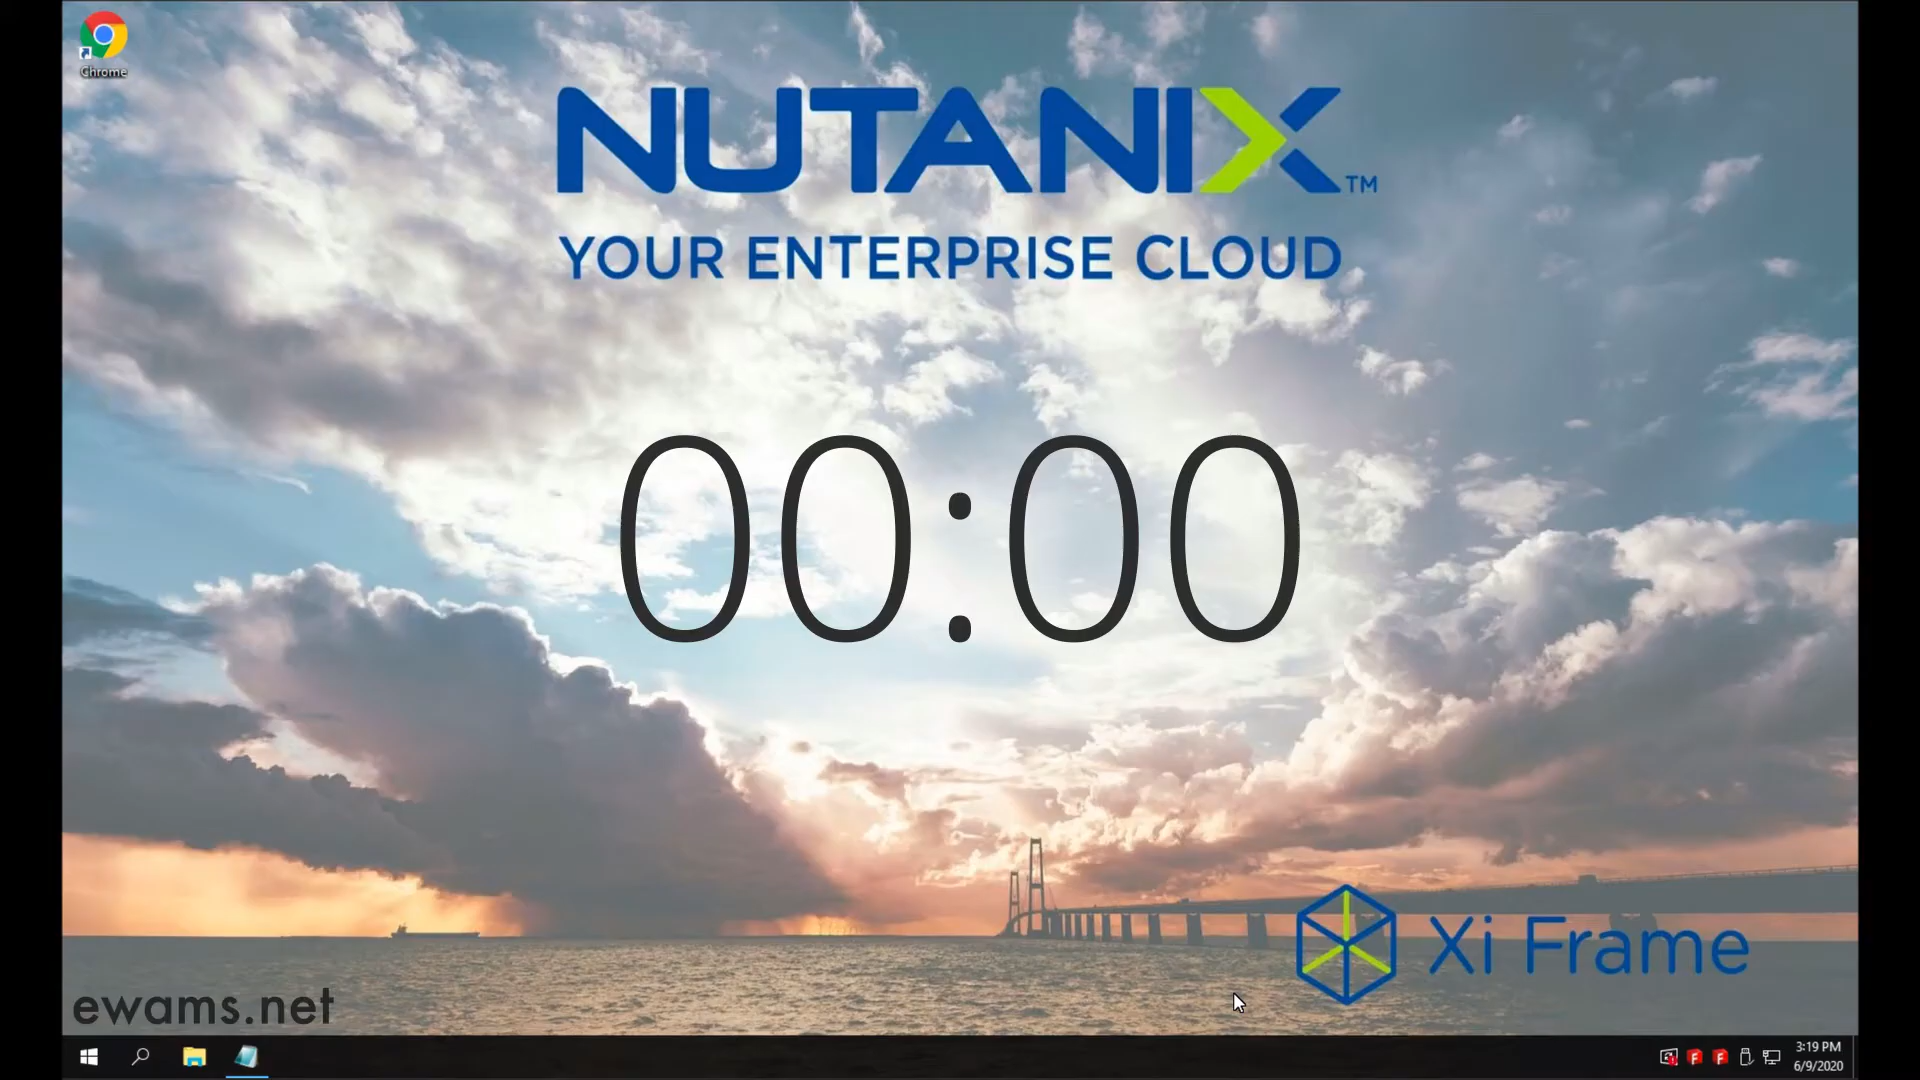 Chrome
NUTANIX™
YOUR ENTERPRISE CLOUD
00:00
Xi Frame
ewams.net
3:19 PM
6/9/2020